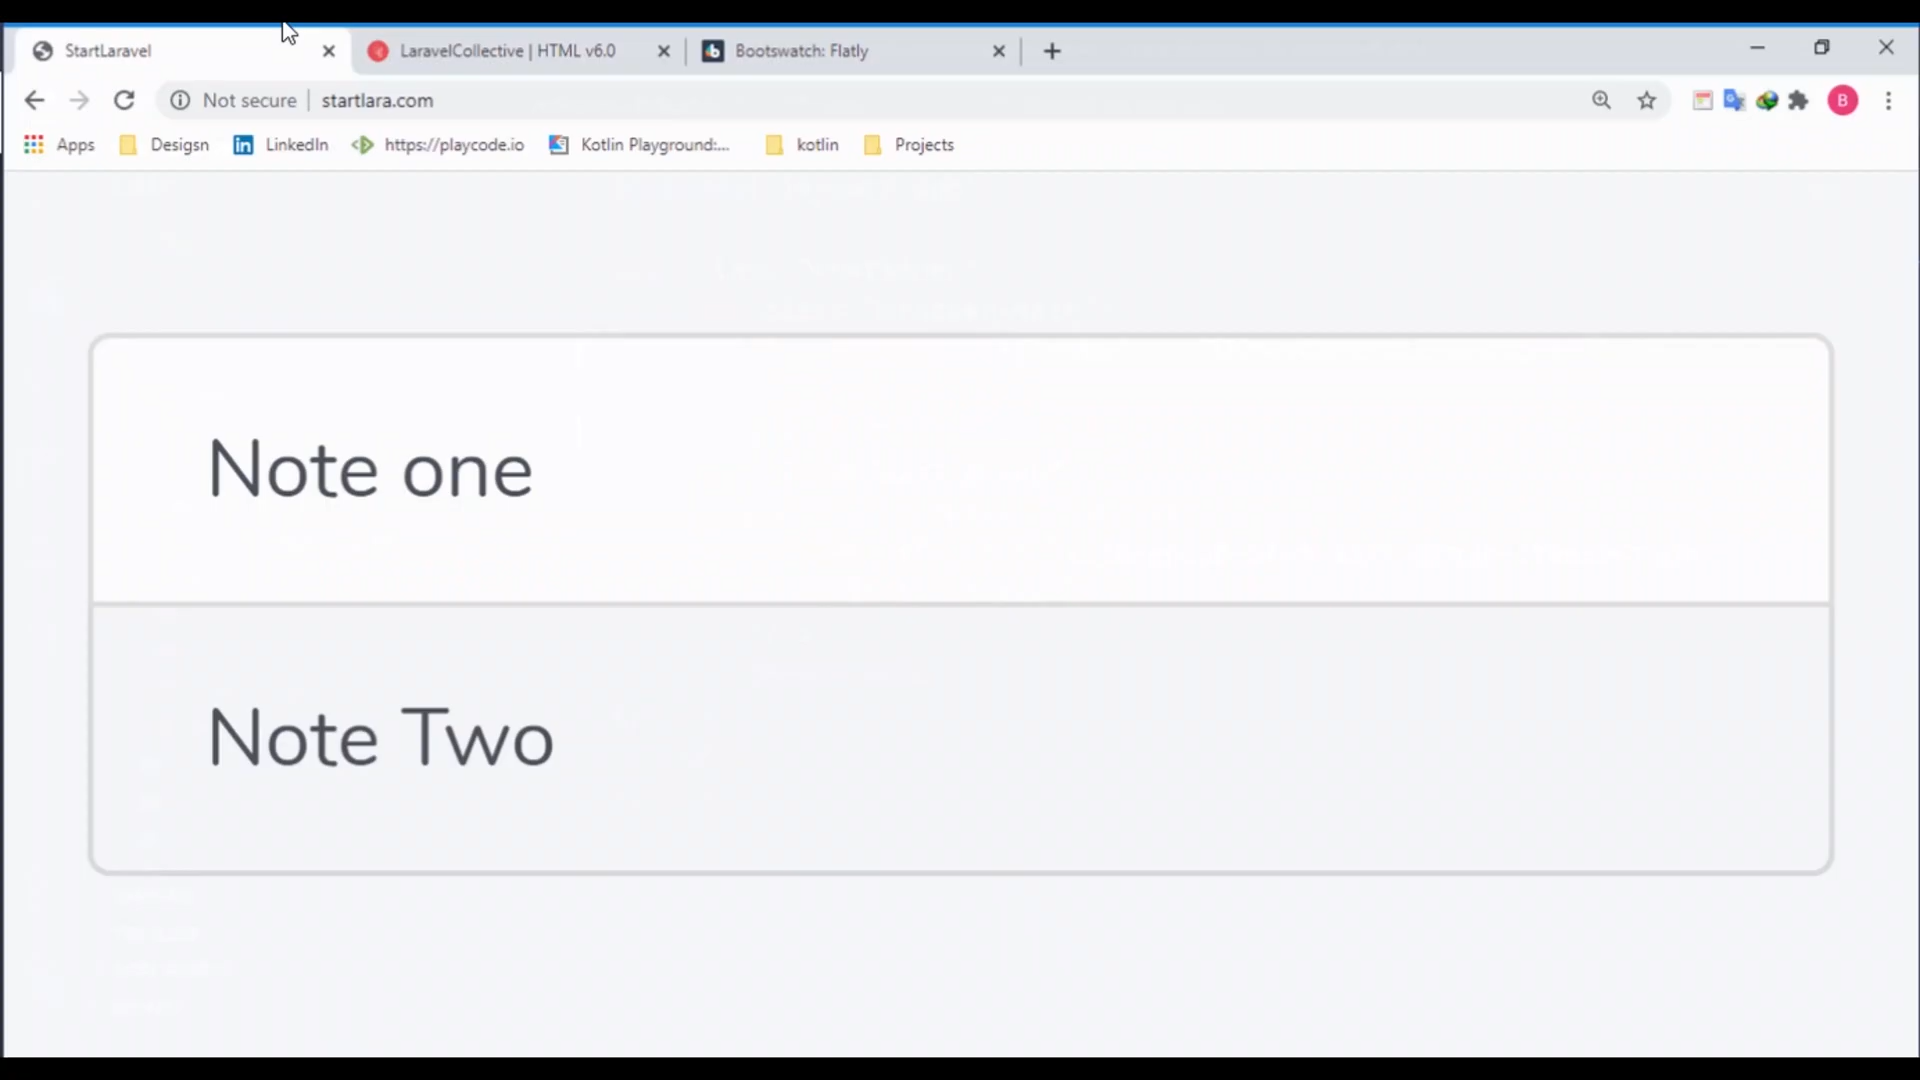 StartLaravel
LaravelCollective | HTML v6.0
Bootswatch: Flatly
Not secure
startlara.com
B
Apps
Designs
LinkedIn
https://playcode.io
Kotlin Playground:...
kotlin
Projects
Note one
Note Two